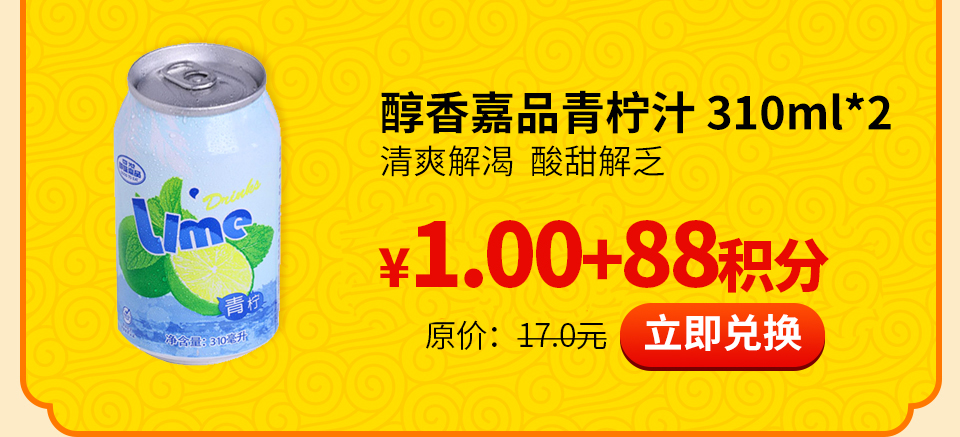 醇香嘉品青柠汁 310ml*2
清爽解渴 酸甜解乏
¥1.00+88积分
原价：17.0元
立即兑换
Drinks
Lime
青柠
净含量：310毫升